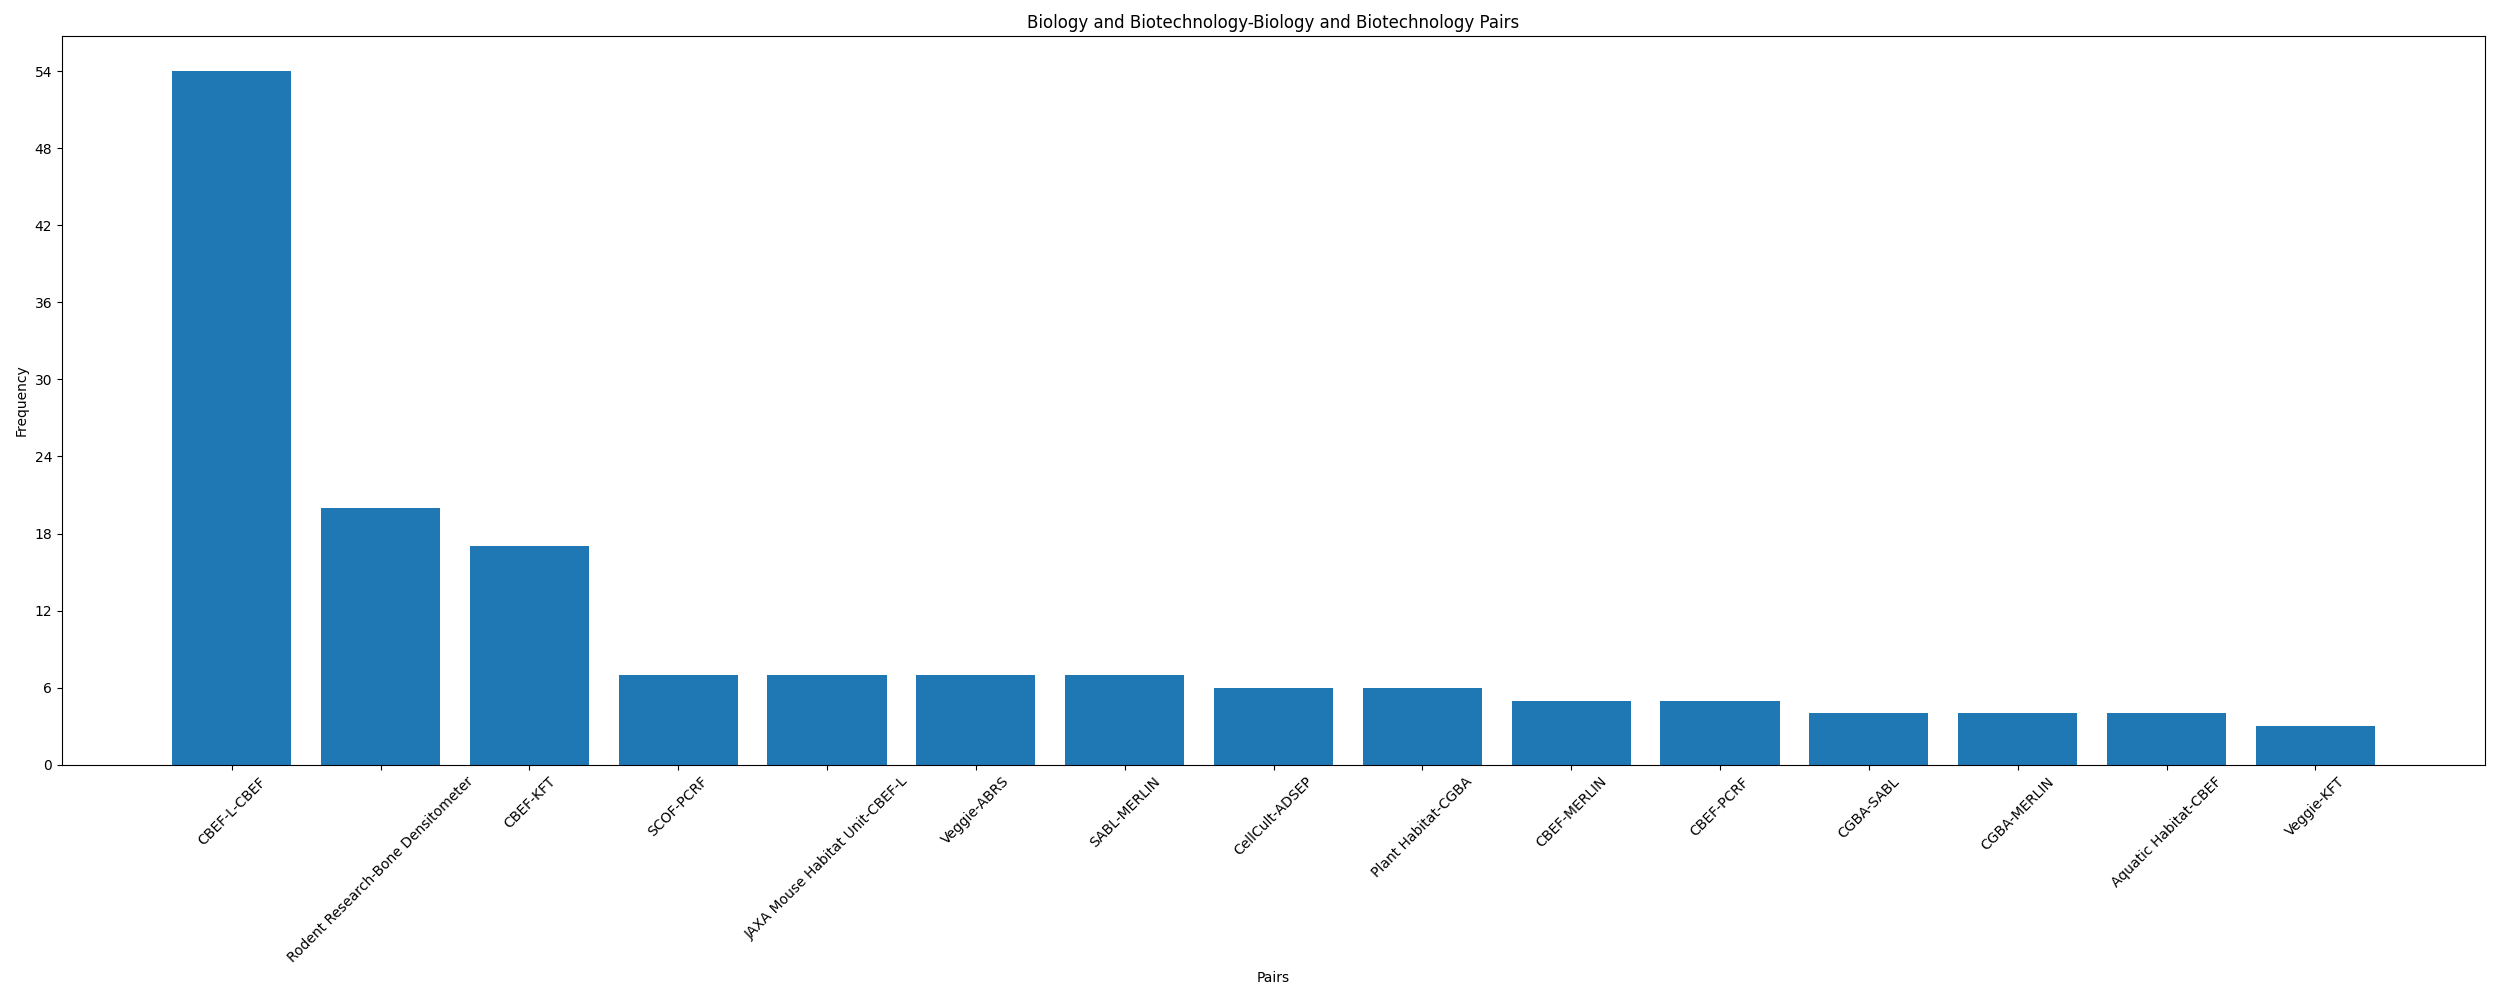 Biology and Biotechnology-Biology and Biotechnology Pairs
54
48
42
36
30
24
18
12
6
0
Frequency
CBEF-L-CBEF
Rodent Research-Bone Densitometer
CBEF-KFT
SCOF-PCRF
JAXA Mouse Habitat Unit-CBEF-L
Veggie-ABRS
SABL-MERLIN
CellCult-ADSEP
Plant Habitat-CGBA
CBEF-MERLIN
CBEF-PCRF
CGBA-SABL
CGBA-MERLIN
Aquatic Habitat-CBEF
Veggie-KFT
Pairs